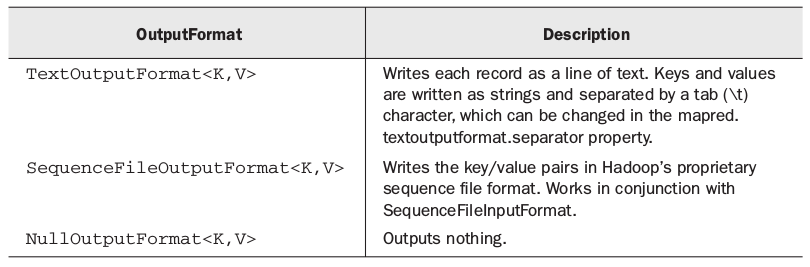 OutputFormat Description
TextOutputFormat<K,V> Writes each record as a line of text. Keys and values
are written as strings and separated by a tab (\t)
character, which can be changed in the mapred.
textoutputformat.separator property.
SequenceFileOutputFormat<K,V> Writes the key/value pairs in Hadoop's proprietary
sequence file format. Works in conjunction with
SequenceFileInputFormat.
NullOutputFormat<K,V> Outputs nothing.